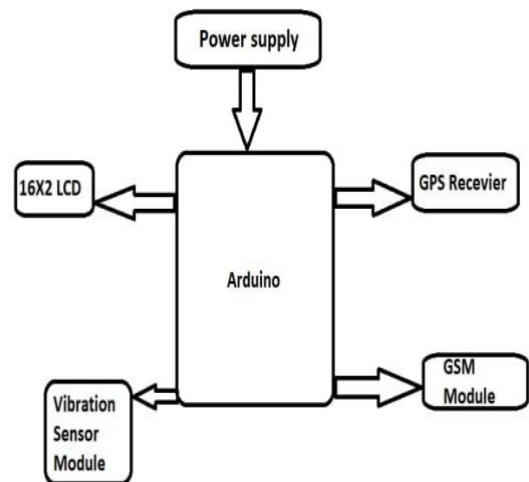 Power supply
16X2 LCD
GPS Recevier
Arduino
GSM
Module
Vibration
Sensor
Module